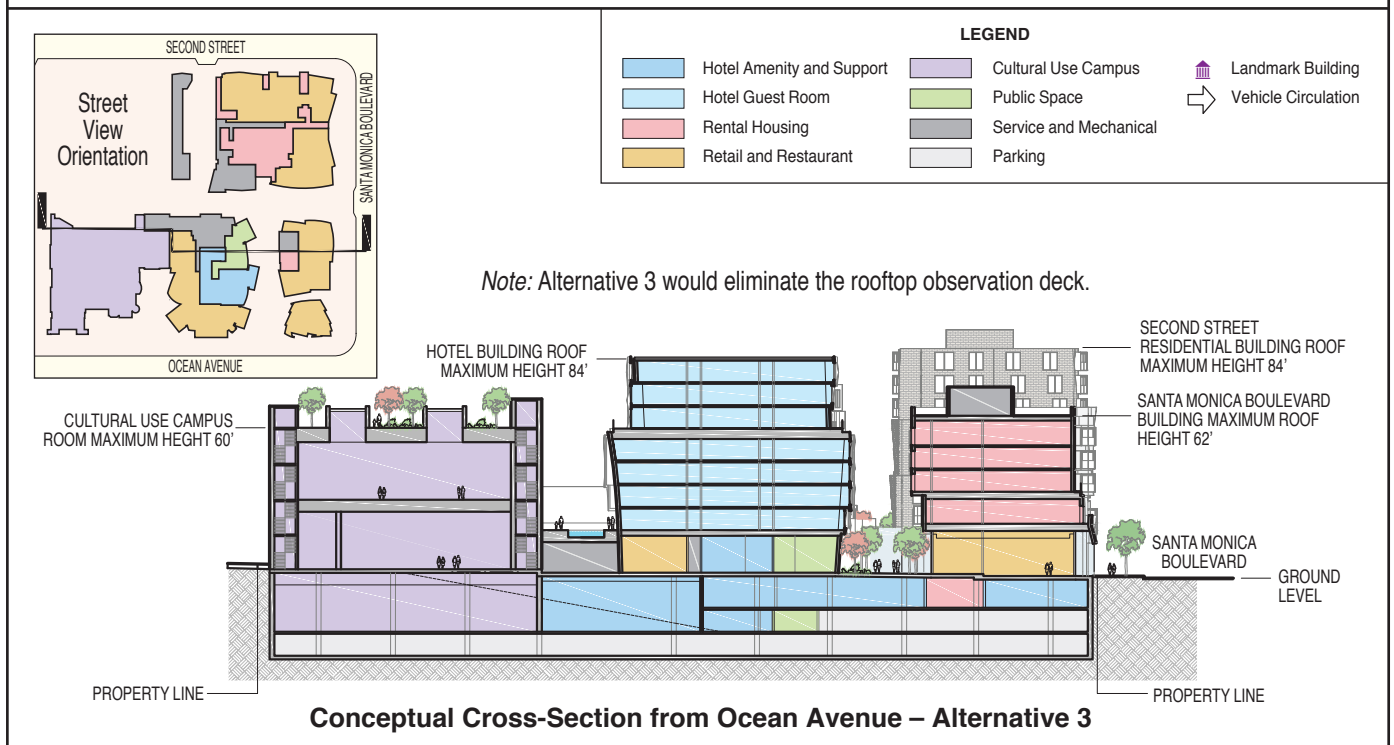 SECOND STREET
Street
View
Orientation
SANTA MONICA BOULEVARD
OCEAN AVENUE
LEGEND
Hotel Amenity and Support
Hotel Guest Room
Rental Housing
Retail and Restaurant
Cultural Use Campus
Public Space
Service and Mechanical
Parking
Landmark Building
Vehicle Circulation
Note: Alternative 3 would eliminate the rooftop observation deck.
HOTEL BUILDING ROOF
MAXIMUM HEIGHT 84’
SECOND STREET
RESIDENTIAL BUILDING ROOF
MAXIMUM HEIGHT 84’
CULTURAL USE CAMPUS
ROOM MAXIMUM HEGHT 60’
SANTA MONICA BOULEVARD
BUILDING MAXIMUM ROOF
HEIGHT 62’
SANTA MONICA
BOULEVARD
GROUND
LEVEL
PROPERTY LINE
PROPERTY LINE
Conceptual Cross-Section from Ocean Avenue – Alternative 3